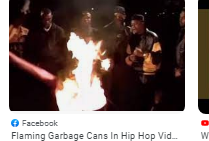 Facebook
Flaming Garbage Cans In Hip Hop Vid...
W